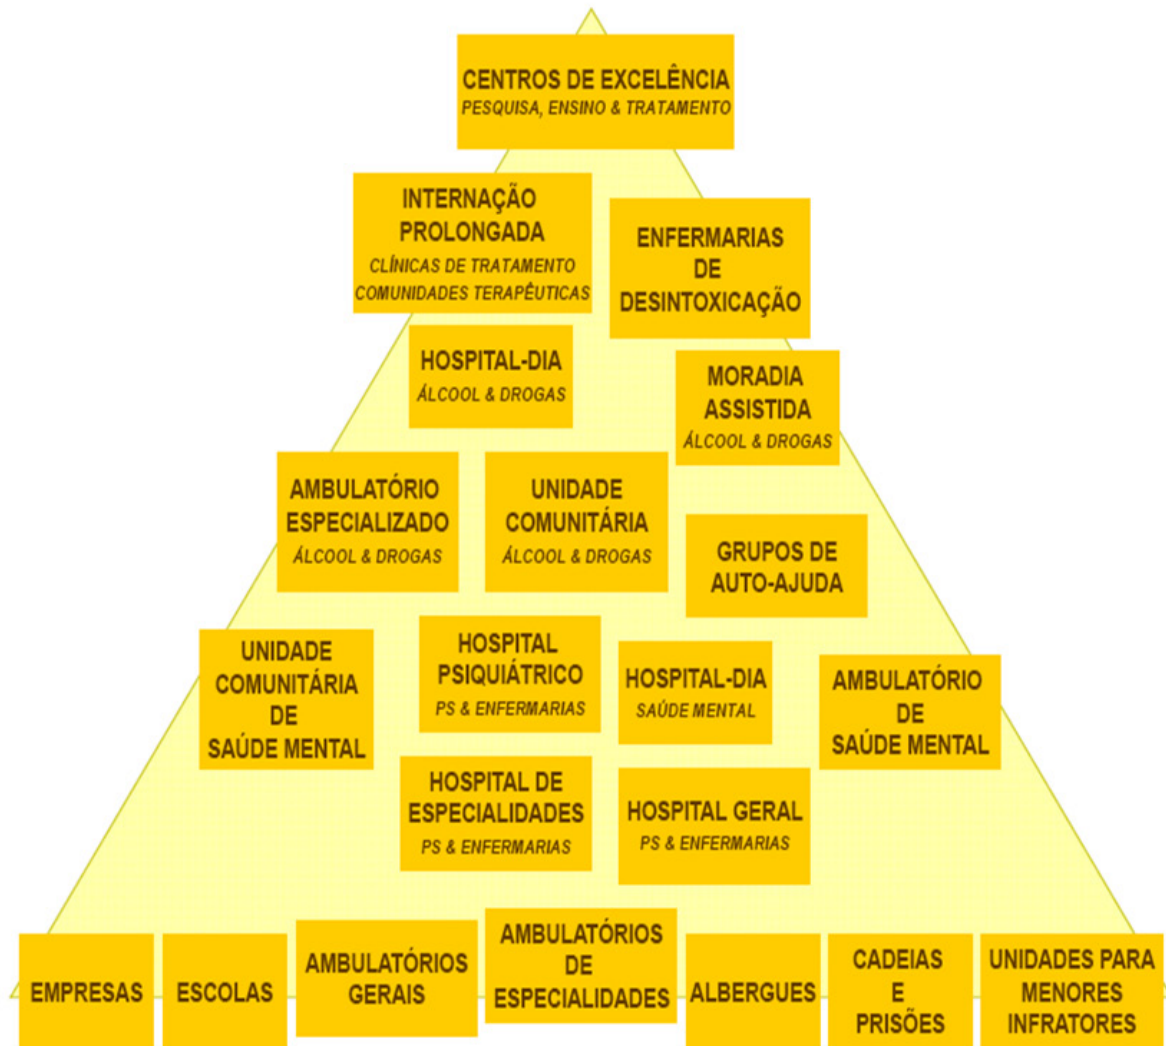 CENTROS DE EXCELÊNCIA
PESQUISA, ENSINO & TRATAMENTO
INTERNAÇÃO
PROLONGADA
CLÍNICAS DE TRATAMENTO
COMUNIDADES TERAPÊUTICAS
ENFERMARIAS
DE
DESINTOXICAÇÃO
HOSPITAL-DIA
ÁLCOOL & DROGAS
MORADIA
ASSISTIDA
ÁLCOOL & DROGAS
AMBULATÓRIO
ESPECIALIZADO
ÁLCOOL & DROGAS
UNIDADE
COMUNITÁRIA
ÁLCOOL & DROGAS
GRUPOS DE
AUTO-AJUDA
UNIDADE
COMUNITÁRIA
DE
SAÚDE MENTAL
HOSPITAL
PSIQUIÁTRICO
PS & ENFERMARIAS
HOSPITAL-DIA
SAÚDE MENTAL
AMBULATÓRIO
DE
SAÚDE MENTAL
HOSPITAL DE
ESPECIALIDADES
PS & ENFERMARIAS
HOSPITAL GERAL
PS & ENFERMARIAS
EMPRESAS
ESCOLAS
AMBULATÓRIOS
GERAIS
AMBULATÓRIOS
DE
ESPECIALIDADES
ALBERGUES
CADEIAS
E
PRISÕES
UNIDADES PARA
MENORES
INFRATORES